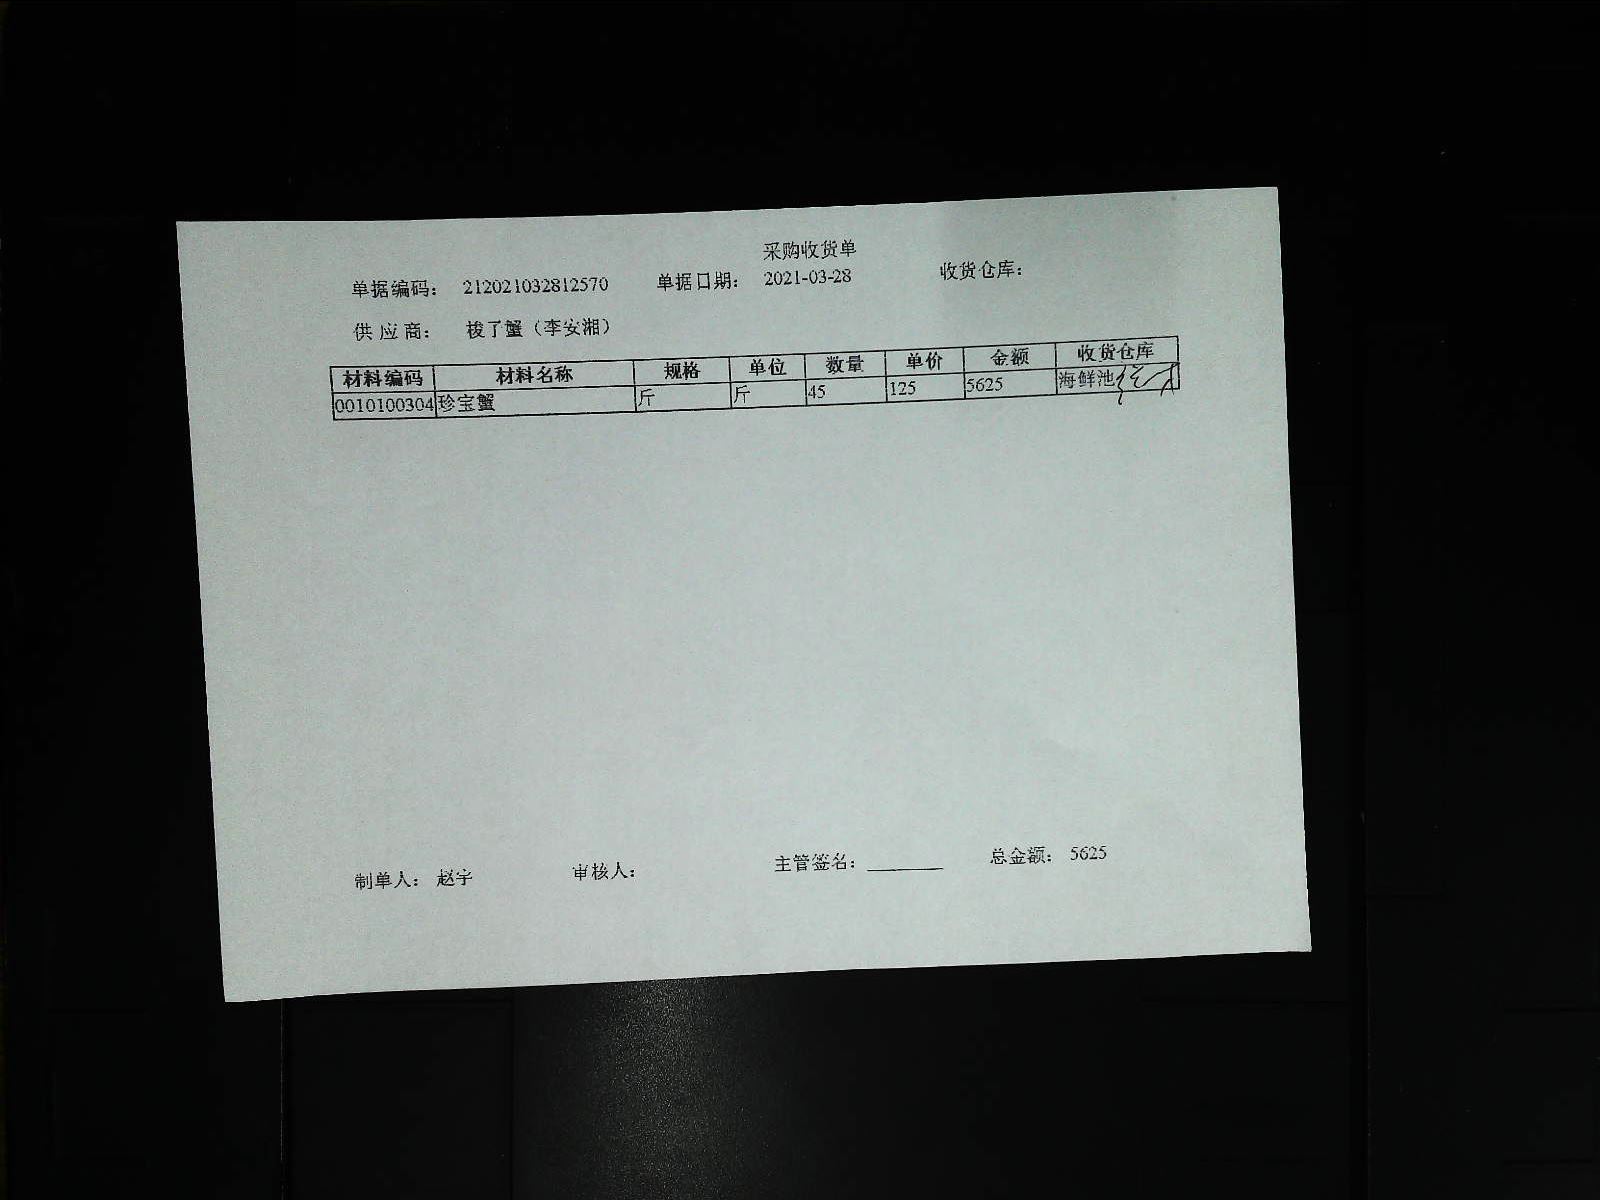 采购收货单
单据编码： 212021032812570 单据日期： 2021-03-28 收货仓库：
供 应 商： 梭子蟹（李安湘）
材料编码 材料名称 规格 单位 数量 单价 金额 收货仓库
0010100304 珍宝蟹 斤 斤 45 125 5625 海鲜池
制单人： 赵宇 审核人： 主管签名： ________ 总金额： 5625